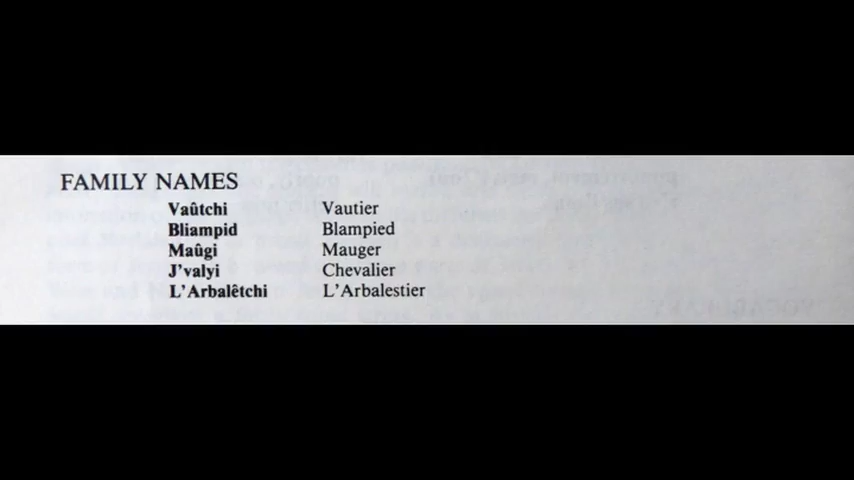 FAMILY NAMES
Vaûtchi Vautier
Bliampid Blampied
Maûgi Mauger
J'valyi Chevalier
L'Arbalêtchi L'Arbalestier